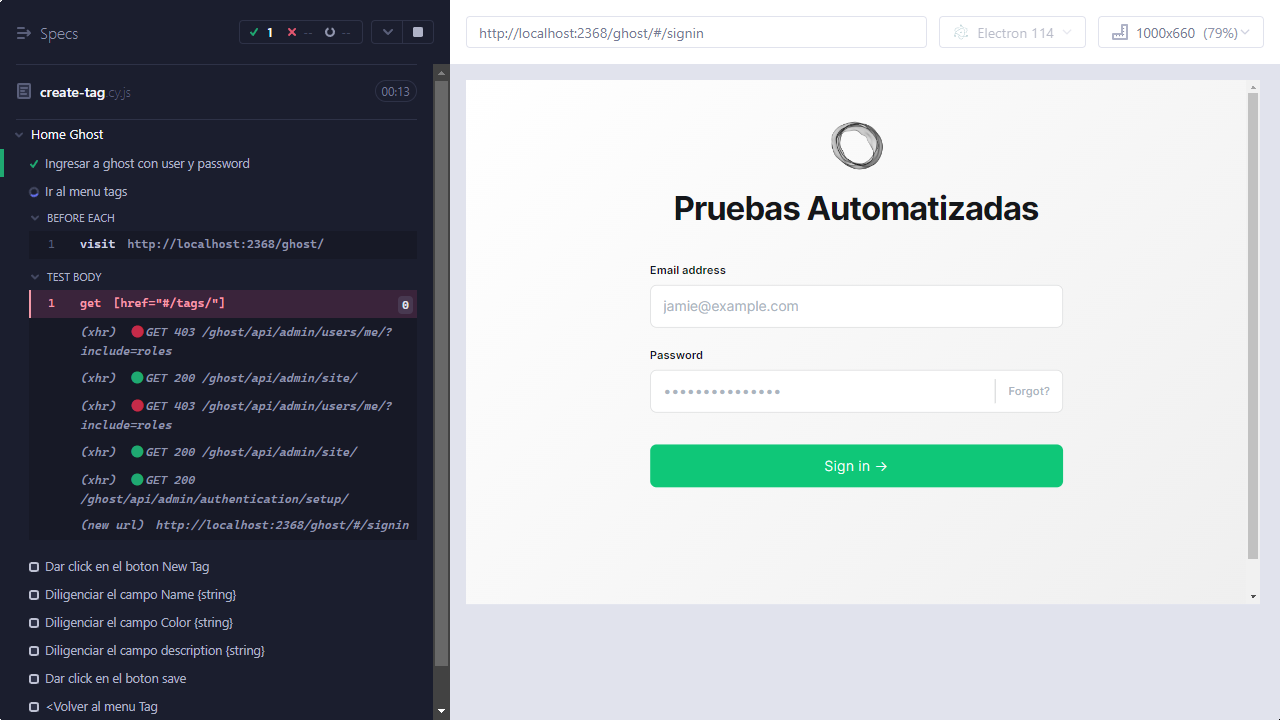 Specs
1 -- --
create-tag.cy.js 00:13
Home Ghost
Ingresar a ghost con user y password
Ir al menu tags
BEFORE EACH
1 visit http://localhost:2368/ghost/
TEST BODY
1 get [href="#/tags/"] 0
(xhr) GET 403 /ghost/api/admin/users/me/?
include=roles
(xhr) GET 200 /ghost/api/admin/site/
(xhr) GET 403 /ghost/api/admin/users/me/?
include=roles
(xhr) GET 200 /ghost/api/admin/site/
(xhr) GET 200
/ghost/api/admin/authentication/setup/
(new url) http://localhost:2368/ghost/#/signin
Dar click en el boton New Tag
Diligenciar el campo Name {string}
Diligenciar el campo Color {string}
Diligenciar el campo description {string}
Dar click en el boton save
<Volver al menu Tag
http://localhost:2368/ghost/#/signin
Electron 114
1000x660 (79%)
Pruebas Automatizadas
Email address
jamie@example.com
Password
•••••••••••••••
Forgot?
Sign in →